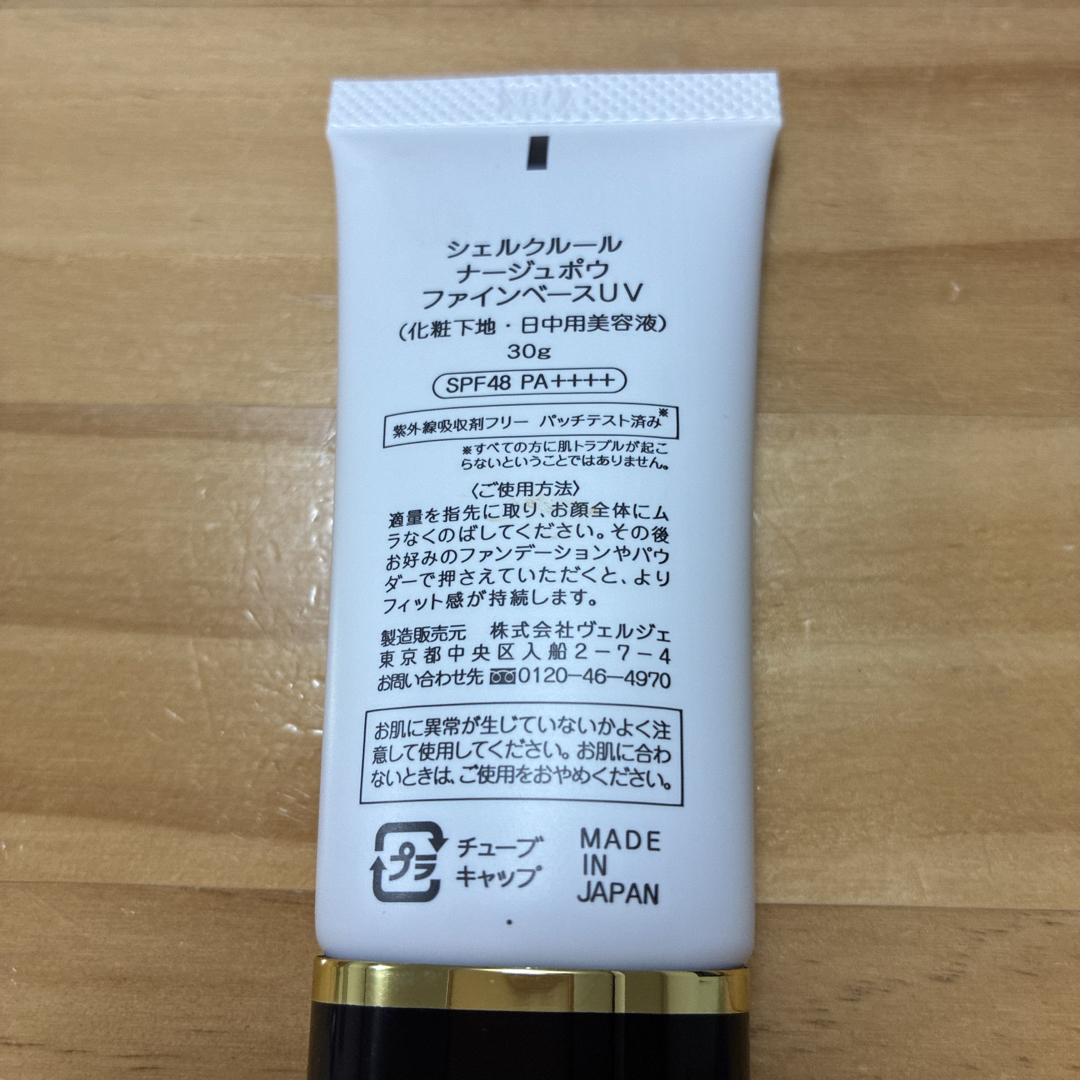 シェルクルール
ナージュポウ
ファインベースUV
（化粧下地・日中用美容液）
30g
SPF48 PA++++
紫外線吸収剤フリー パッチテスト済み※
※すべての方に肌トラブルが起こ
らないということではありません。
〈ご使用方法〉
適量を指先に取り、お顔全体にム
ラなくのばしてください。その後
お好みのファンデーションやパウ
ダーで押さえていただくと、より
フィット感が持続します。
製造販売元 株式会社ヴェルジェ
東京都中央区入船2-7-4
お問い合わせ先 0120-46-4970
お肌に異常が生じていないかよく注
意して使用してください。お肌に合わ
ないときは、ご使用をおやめください。
プラ
チューブ
キャップ
MADE
IN
JAPAN